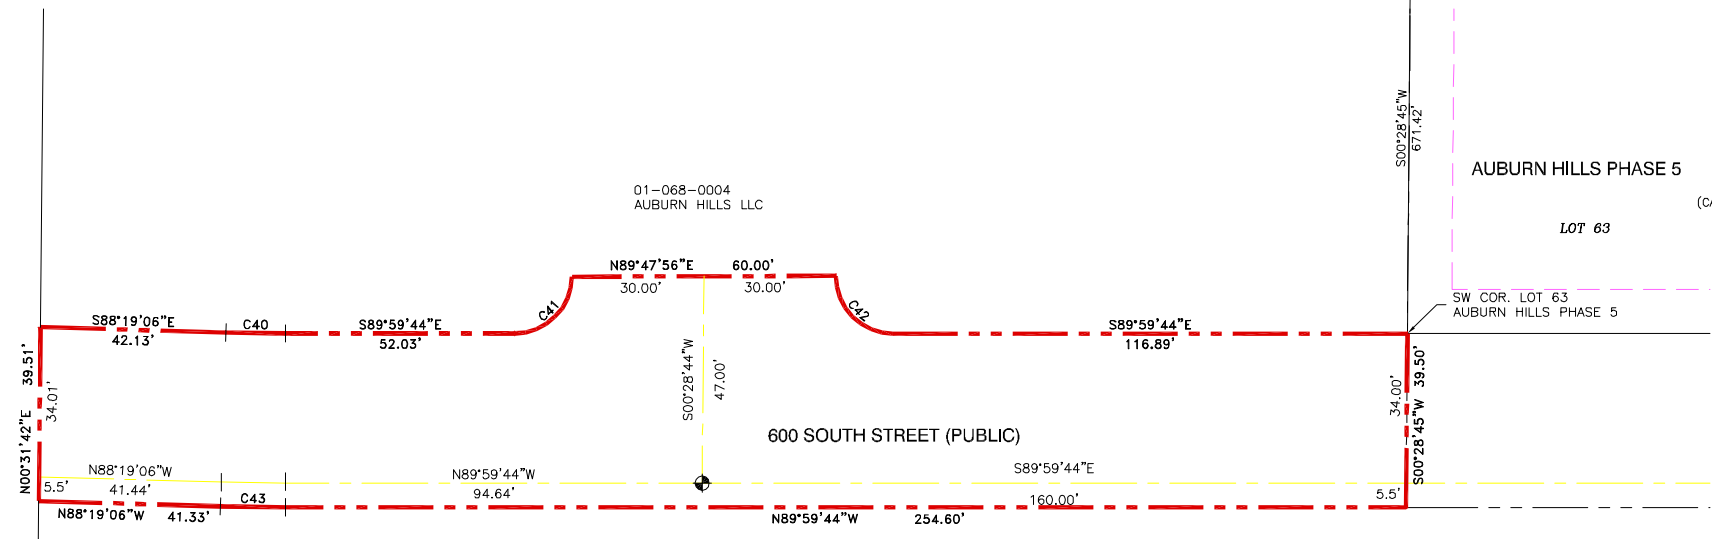 S00°28'45"W
671.42'
AUBURN HILLS PHASE 5
(CA
LOT 63
01-068-0004
AUBURN HILLS LLC
N89°47'56"E 60.00'
30.00' 30.00'
C41
C42
SW COR. LOT 63
AUBURN HILLS PHASE 5
S88°19'06"E
42.13'
C40
S89°59'44"E
52.03'
S89°59'44"E
116.89'
N00°31'42"E 39.51'
34.01'
S00°28'44"W
47.00'
34.00'
S00°28'45"W 39.50'
600 SOUTH STREET (PUBLIC)
N88°19'06"W
41.44'
N89°59'44"W
94.64'
S89°59'44"E
160.00'
5.5'
5.5'
C43
N88°19'06"W 41.33'
N89°59'44"W 254.60'